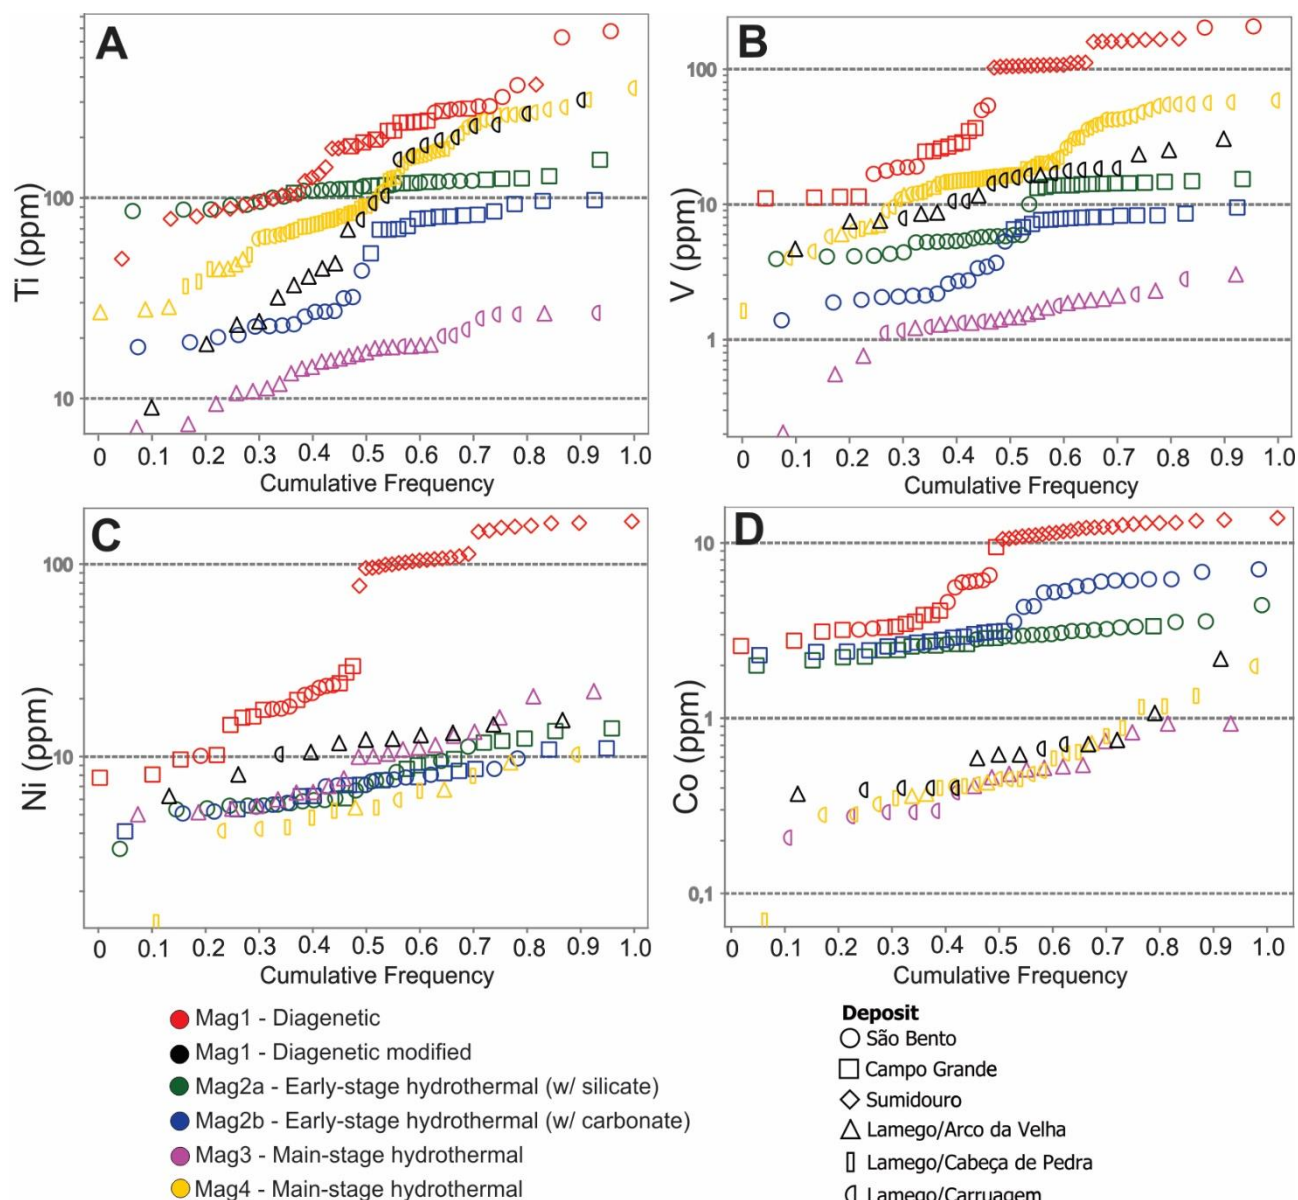 A
Ti (ppm)
100
10
0 0.1 0.2 0.3 0.4 0.5 0.6 0.7 0.8 0.9 1.0
Cumulative Frequency
B
V (ppm)
100
10
1
0 0.1 0.2 0.3 0.4 0.5 0.6 0.7 0.8 0.9 1.0
Cumulative Frequency
C
Ni (ppm)
100
10
0 0.1 0.2 0.3 0.4 0.5 0.6 0.7 0.8 0.9 1.0
Cumulative Frequency
D
Co (ppm)
10
1
0,1
0 0.1 0.2 0.3 0.4 0.5 0.6 0.7 0.8 0.9 1.0
Cumulative Frequency
Mag1 - Diagenetic
Mag1 - Diagenetic modified
Mag2a - Early-stage hydrothermal (w/ silicate)
Mag2b - Early-stage hydrothermal (w/ carbonate)
Mag3 - Main-stage hydrothermal
Mag4 - Main-stage hydrothermal
Deposit
São Bento
Campo Grande
Sumidouro
Lamego/Arco da Velha
Lamego/Cabeça de Pedra
Lamego/Carruagem